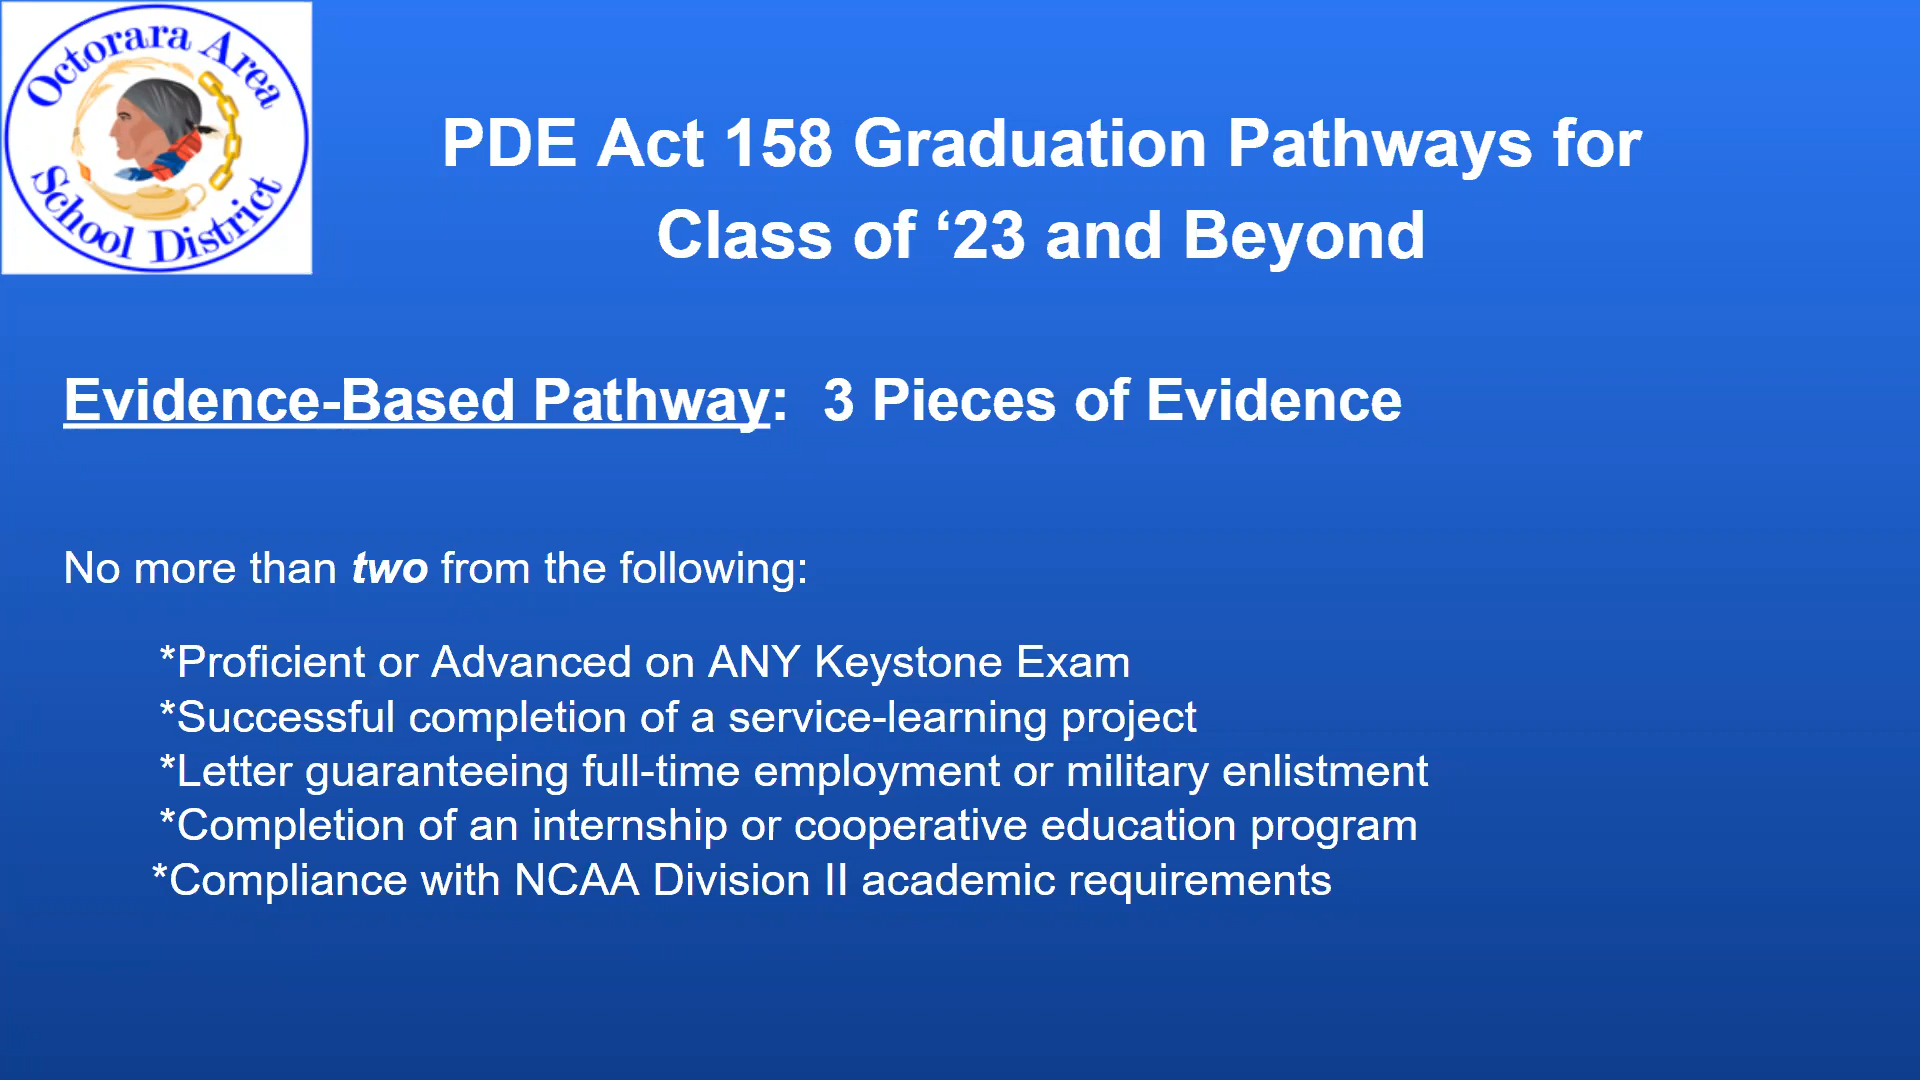 Octorara Area
School District
PDE Act 158 Graduation Pathways for
Class of ‘23 and Beyond
Evidence-Based Pathway:  3 Pieces of Evidence
No more than two from the following:
*Proficient or Advanced on ANY Keystone Exam
*Successful completion of a service-learning project
*Letter guaranteeing full-time employment or military enlistment
*Completion of an internship or cooperative education program
*Compliance with NCAA Division II academic requirements